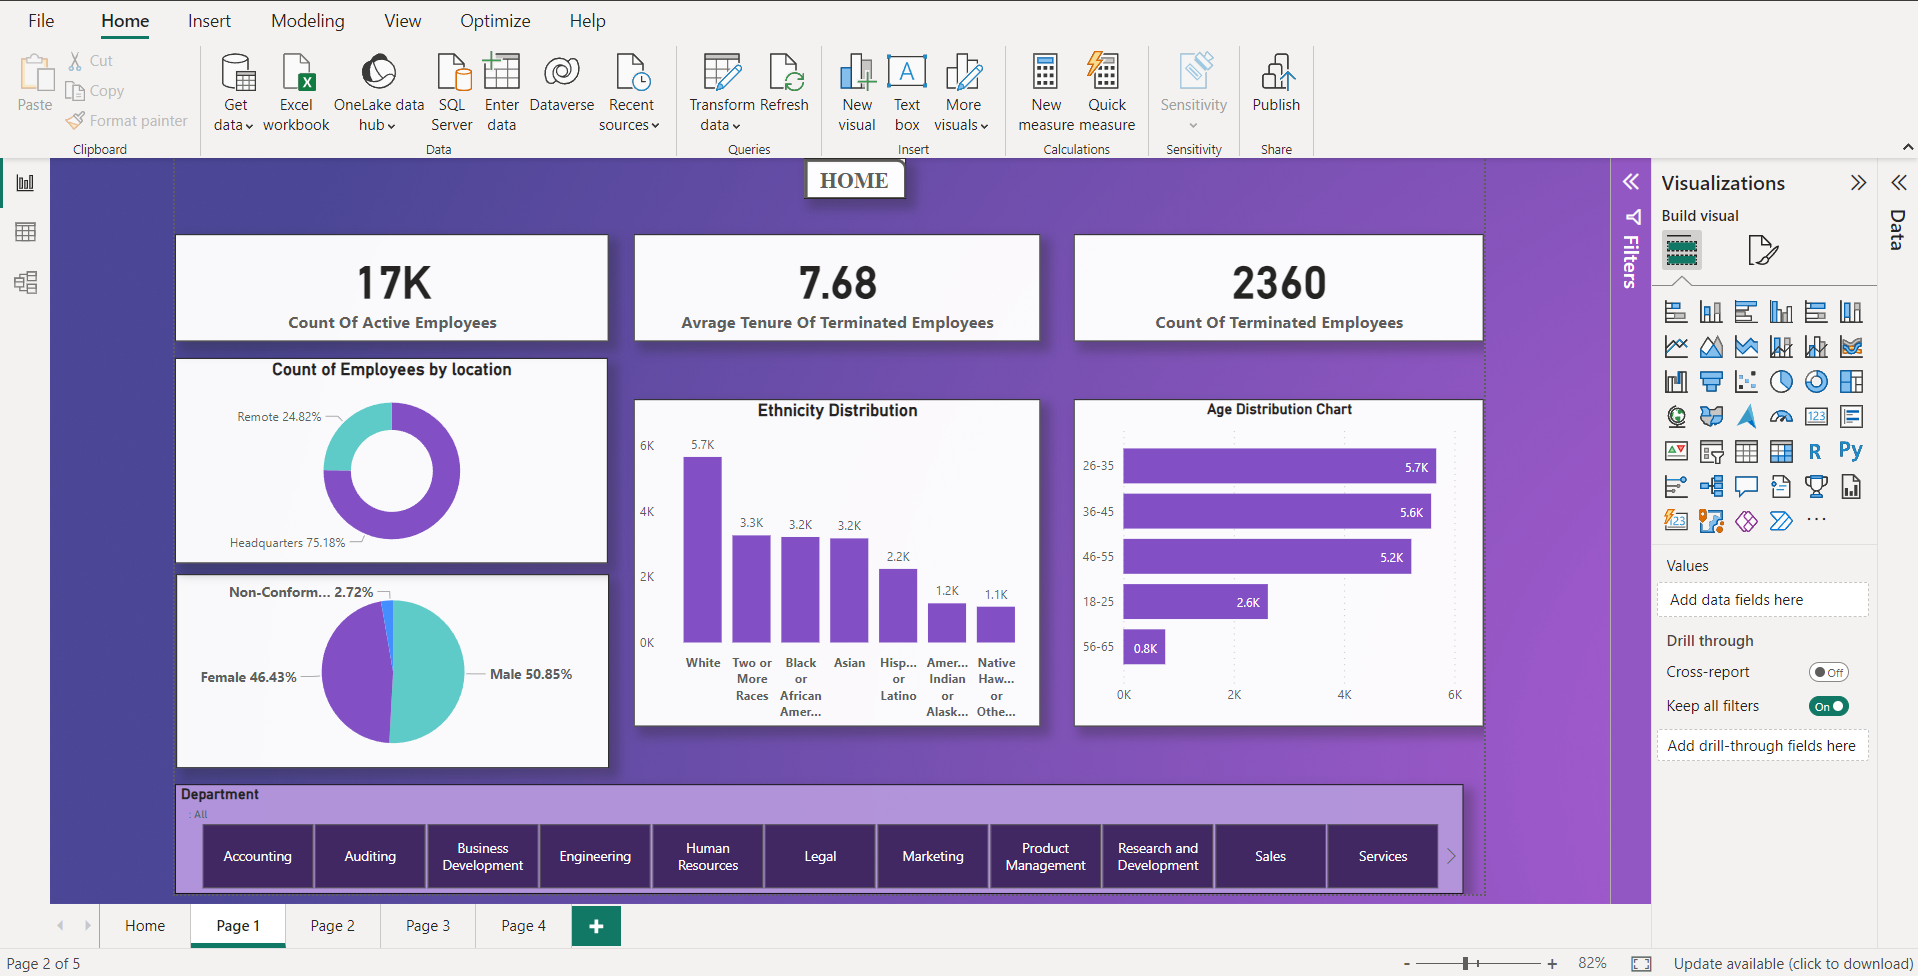 File Home Insert Modeling View Optimize Help
Paste
Cut
Copy
Format painter
Clipboard
Get data
Excel workbook
OneLake data hub
SQL Server
Enter data
Dataverse
Recent sources
Data
Transform data
Refresh
Queries
New visual
Text box
More visuals
Insert
New measure
Quick measure
Calculations
Sensitivity
Sensitivity
Publish
Share
HOME
17K
Count Of Active Employees
7.68
Avrage Tenure Of Terminated Employees
2360
Count Of Terminated Employees
Count of Employees by location
Remote 24.82%
Headquarters 75.18%
Non-Conform... 2.72%
Female 46.43%
Male 50.85%
Ethnicity Distribution
6K
4K
2K
0K
5.7K
3.3K
3.2K
3.2K
2.2K
1.2K
1.1K
White
Two or More Races
Black or African Amer...
Asian
Hisp... or Latino
Amer... Indian or Alask...
Native Haw... or Othe...
Age Distribution Chart
26-35 5.7K
36-45 5.6K
46-55 5.2K
18-25 2.6K
56-65 0.8K
0K 2K 4K 6K
Department
: All
Accounting
Auditing
Business Development
Engineering
Human Resources
Legal
Marketing
Product Management
Research and Development
Sales
Services
Filters
Visualizations
Build visual
123
R
Py
123
...
Values
Add data fields here
Drill through
Cross-report Off
Keep all filters On
Add drill-through fields here
Data
Home Page 1 Page 2 Page 3 Page 4 +
Page 2 of 5
- + 82%
Update available (click to download)